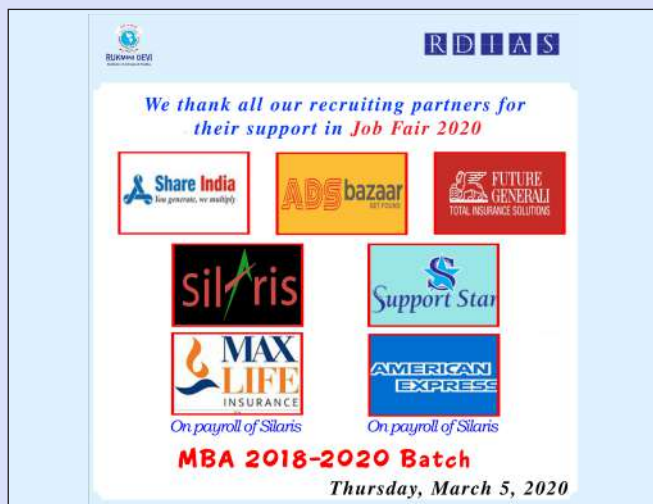 RUKMINI DEVI
RDIAS
We thank all our recruiting partners for
their support in Job Fair 2020
Share India
You generate, we multiply
ADS bazaar
GET FOUND
FUTURE
GENERALI
TOTAL INSURANCE SOLUTIONS
Silaris
Support Star
MAX
LIFE
INSURANCE
AMERICAN
EXPRESS
On payroll of Silaris
On payroll of Silaris
MBA 2018-2020 Batch
Thursday, March 5, 2020